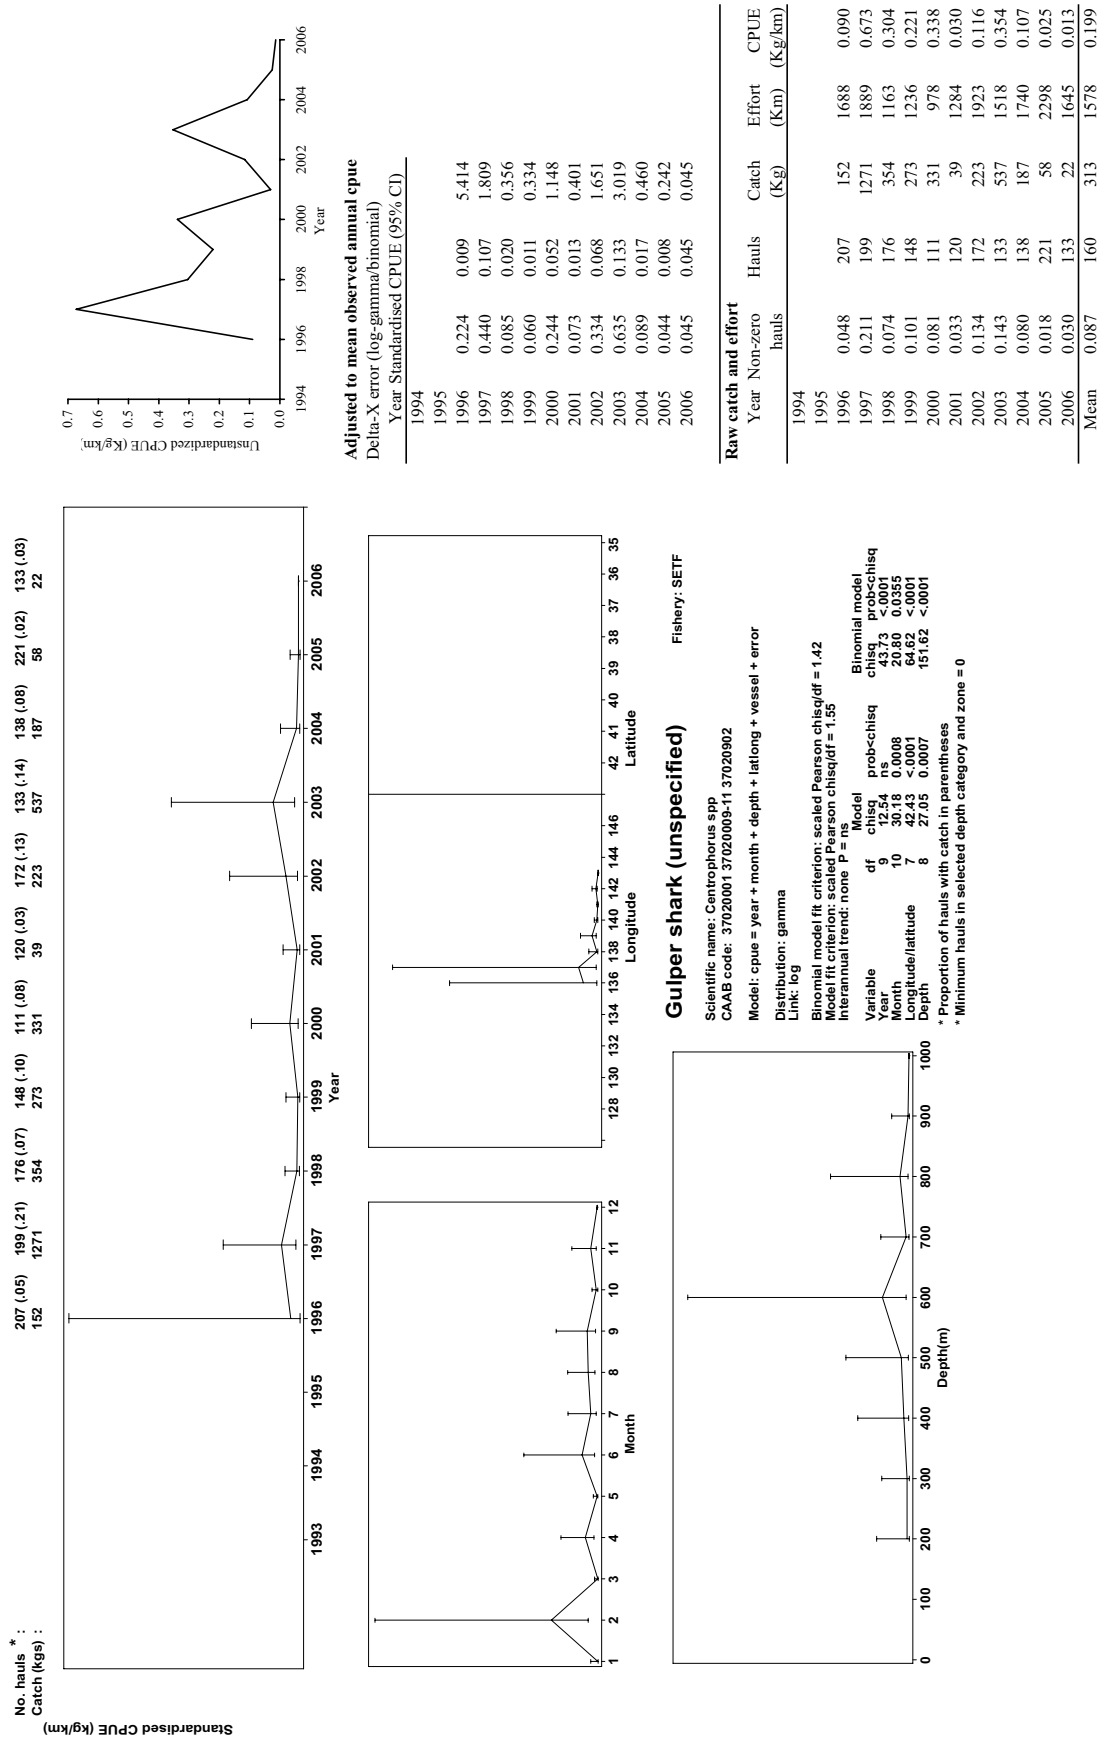 No. hauls * : 207 (.05) 199 (.21) 176 (.07) 148 (.10) 111 (.08) 120 (.03) 172 (.13) 133 (.14) 138 (.08) 221 (.02) 133 (.03)
Catch (kgs) : 152 1271 354 273 331 39 223 537 187 58 22
Standardised CPUE (kg/km)
1993 1994 1995 1996 1997 1998 1999 2000 2001 2002 2003 2004 2005 2006
Year
1 2 3 4 5 6 7 8 9 10 11 12
Month
128 130 132 134 136 138 140 142 144 146
Longitude
42 41 40 39 38 37 36 35
Latitude
0 100 200 300 400 500 600 700 800 900 1000
Depth(m)
Gulper shark (unspecified)
Fishery: SETF
Scientific name: Centrophorus spp
CAAB code: 37020001 37020009-11 37020902
Model: cpue = year + month + depth + latlong + vessel + error
Distribution: gamma
Link: log
Binomial model fit criterion: scaled Pearson chisq/df = 1.42
Model fit criterion: scaled Pearson chisq/df = 1.55
Interannual trend: none P = ns
Model Binomial model
Variable df chisq prob<chisq chisq prob<chisq
Year 9 12.54 ns 43.73 <.0001
Month 10 30.18 0.0008 20.80 0.0355
Longitude/latitude 7 42.43 <.0001 64.62 <.0001
Depth 8 27.05 0.0007 151.62 <.0001
* Proportion of hauls with catch in parentheses
* Minimum hauls in selected depth category and zone = 0
Unstandardized CPUE (Kg/km)
0.7
0.6
0.5
0.4
0.3
0.2
0.1
0.0
1994 1996 1998 2000 2002 2004 2006
Year
Adjusted to mean observed annual cpue
Delta-X error (log-gamma/binomial)
Year Standardised CPUE (95% CI)
1994
1995
1996 0.224 0.009 5.414
1997 0.440 0.107 1.809
1998 0.085 0.020 0.356
1999 0.060 0.011 0.334
2000 0.244 0.052 1.148
2001 0.073 0.013 0.401
2002 0.334 0.068 1.651
2003 0.635 0.133 3.019
2004 0.089 0.017 0.460
2005 0.044 0.008 0.242
2006 0.045 0.045 0.045
Raw catch and effort
Year Non-zero Hauls Catch Effort CPUE
hauls (Kg) (Km) (Kg/km)
1994
1995
1996 0.048 207 152 1688 0.090
1997 0.211 199 1271 1889 0.673
1998 0.074 176 354 1163 0.304
1999 0.101 148 273 1236 0.221
2000 0.081 111 331 978 0.338
2001 0.033 120 39 1284 0.030
2002 0.134 172 223 1923 0.116
2003 0.143 133 537 1518 0.354
2004 0.080 138 187 1740 0.107
2005 0.018 221 58 2298 0.025
2006 0.030 133 22 1645 0.013
Mean 0.087 160 313 1578 0.199